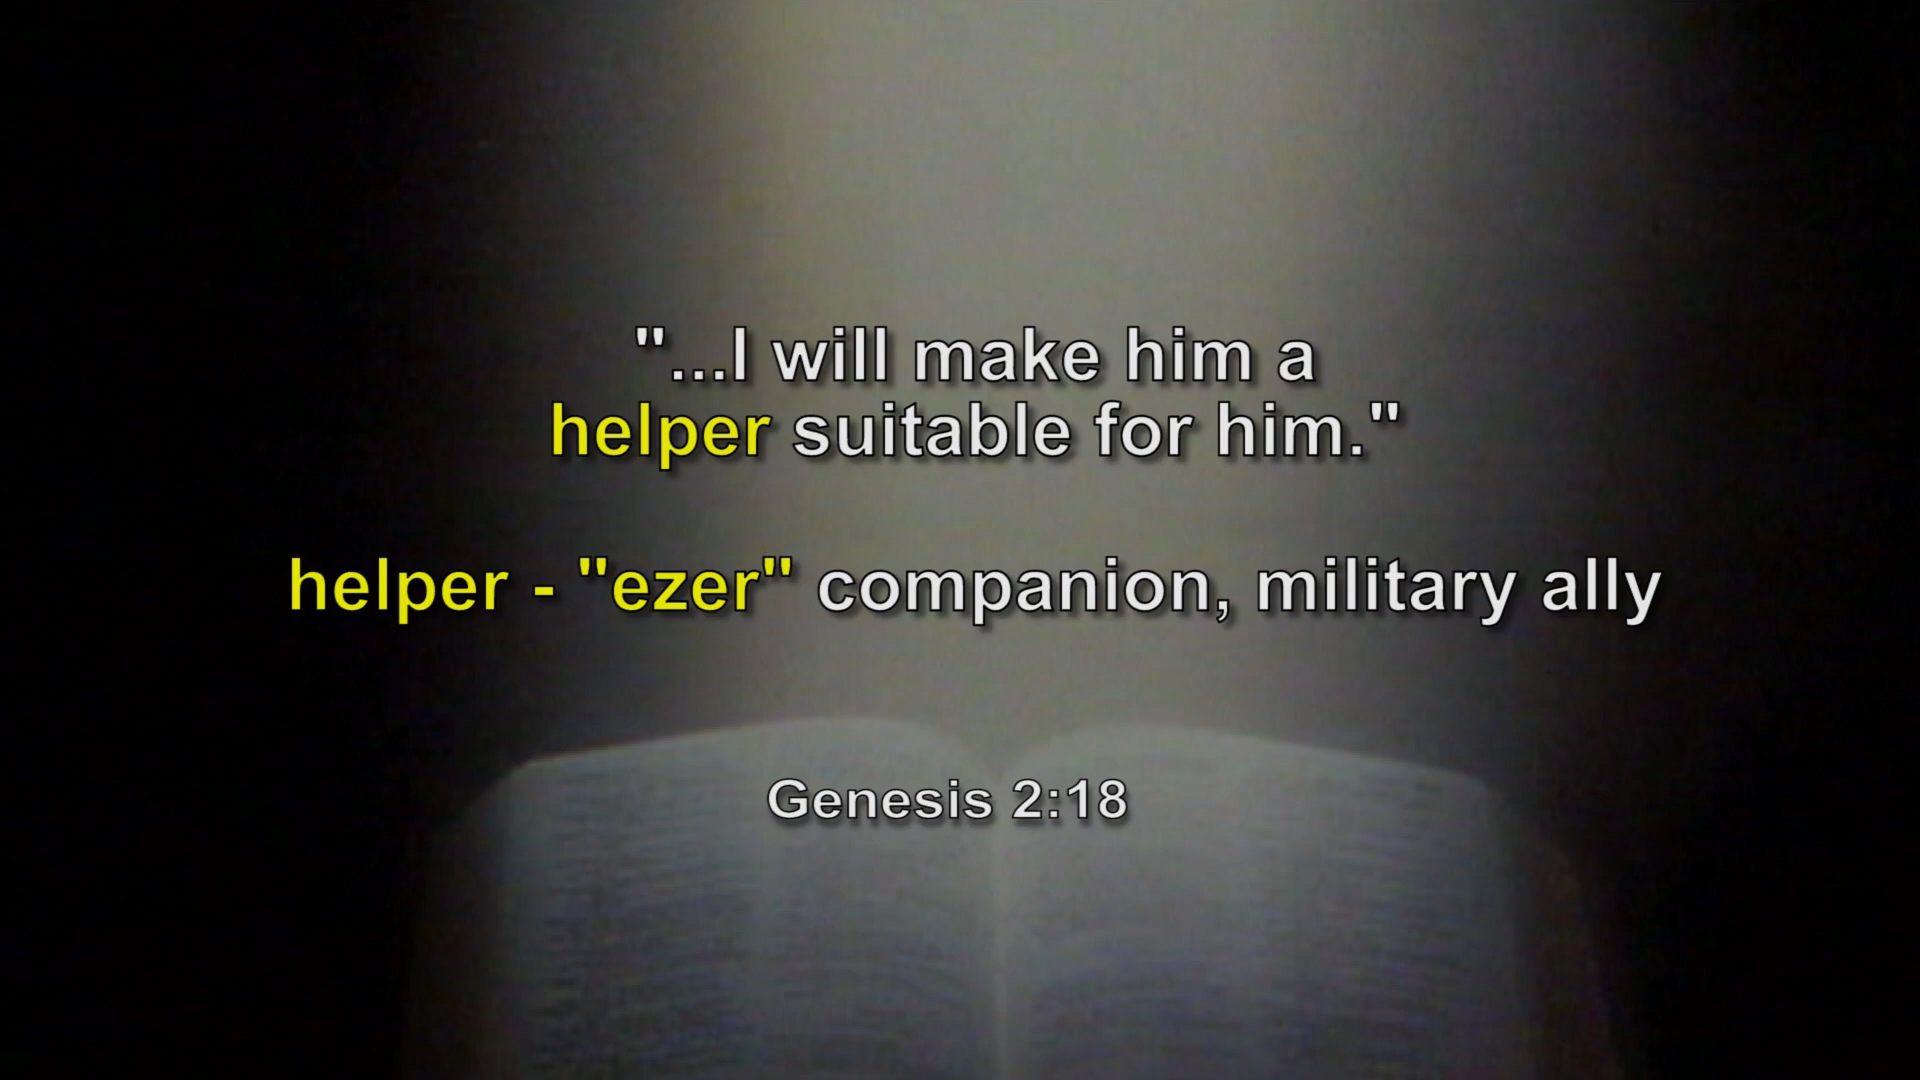 "...I will make him a
helper suitable for him."
helper - "ezer" companion, military ally
Genesis 2:18